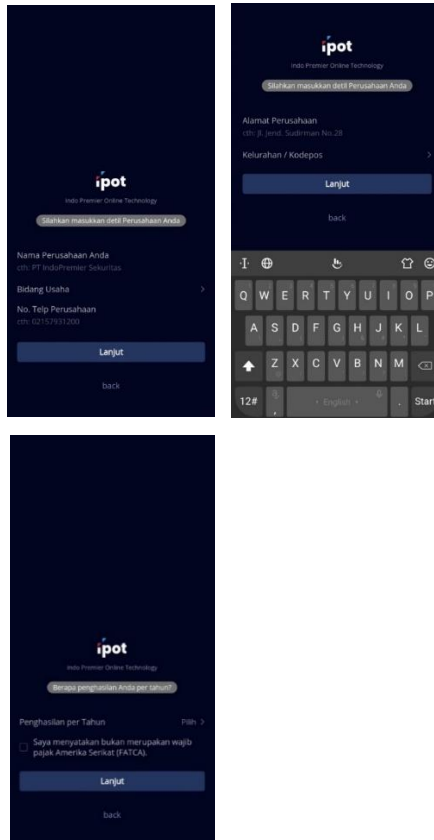 ipot
Indo Premier Online Technology
Silahkan masukkan detil Perusahaan Anda
Nama Perusahaan Anda
cth: PT IndoPremier Sekuritas
Bidang Usaha >
No. Telp Perusahaan
cth: 02157931200
Lanjut
back
ipot
Indo Premier Online Technology
Silahkan masukkan detil Perusahaan Anda
Alamat Perusahaan
cth: Jl. Jend. Sudirman No.28
Kelurahan / Kodepos >
Lanjut
back
Q W E R T Y U I O P
A S D F G H J K L
Z X C V B N M
12# , < English > . Start
ipot
Indo Premier Online Technology
Berapa penghasilan Anda per tahun?
Penghasilan per Tahun Pilih >
Saya menyatakan bukan merupakan wajib
pajak Amerika Serikat (FATCA).
Lanjut
back